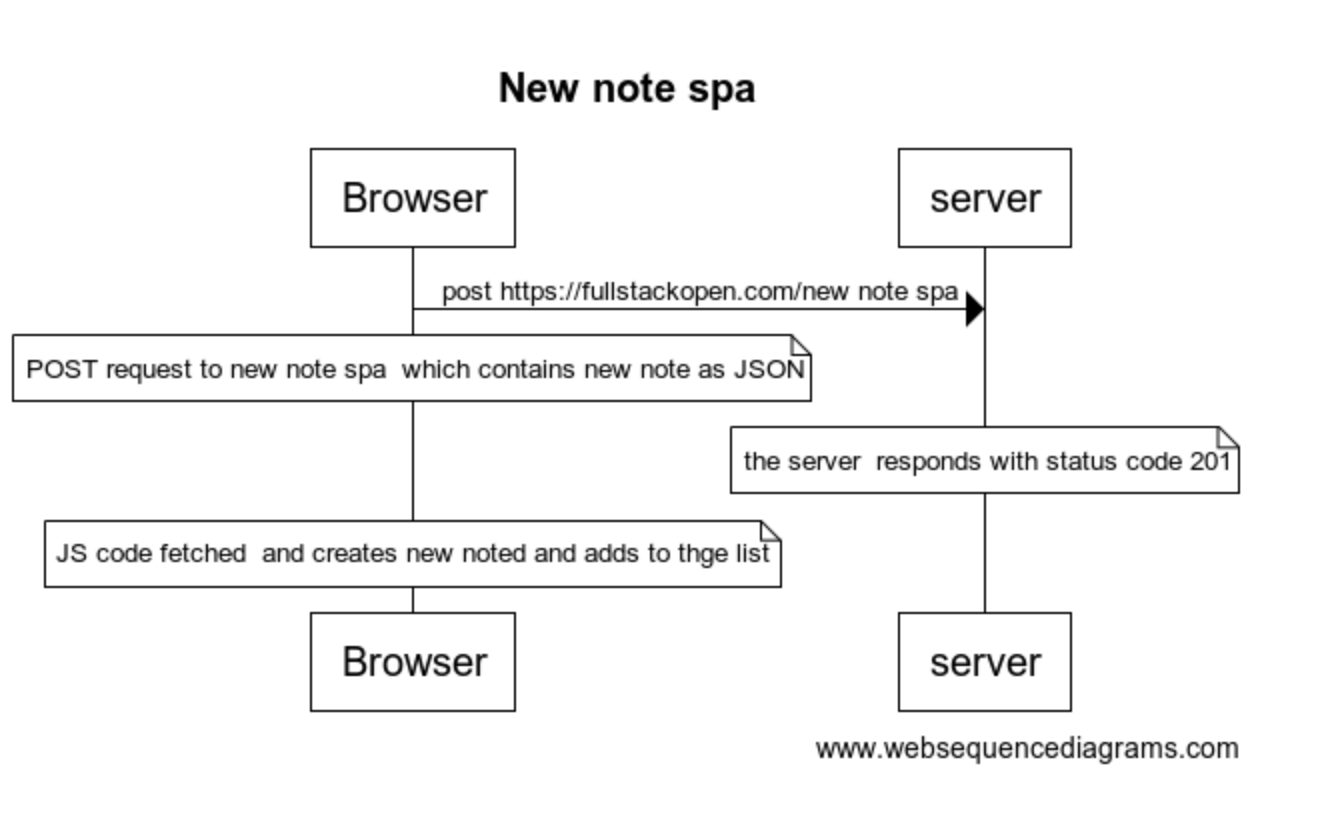 New note spa
Browser
server
post https://fullstackopen.com/new note spa
POST request to new note spa  which contains new note as JSON
the server  responds with status code 201
JS code fetched  and creates new noted and adds to thge list
Browser
server
www.websequencediagrams.com